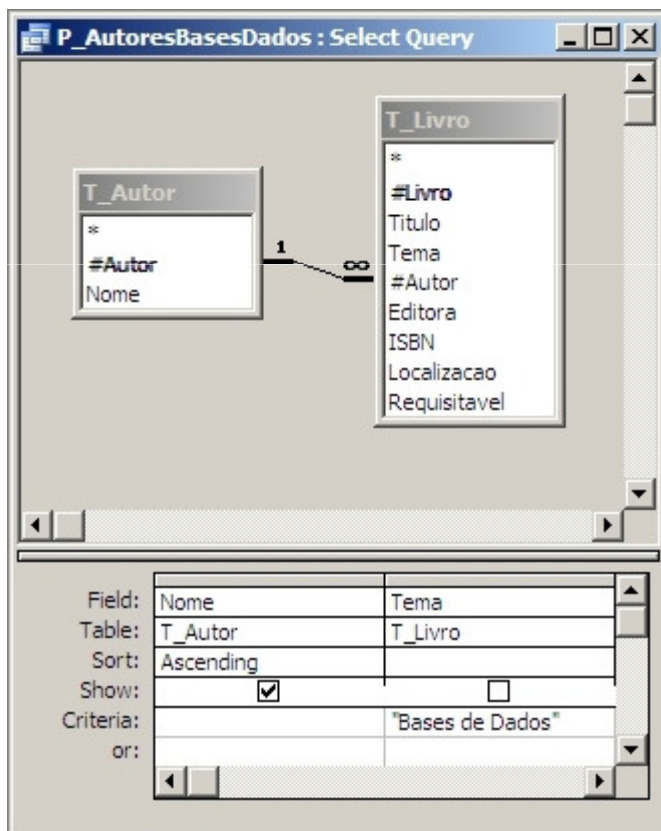 P_AutoresBasesDados : Select Query
T_Autor
*
#Autor
Nome
1
∞
T_Livro
*
#Livro
Titulo
Tema
#Autor
Editora
ISBN
Localizacao
Requisitavel
Field: Nome Tema
Table: T_Autor T_Livro
Sort: Ascending
Show:
Criteria: "Bases de Dados"
or: